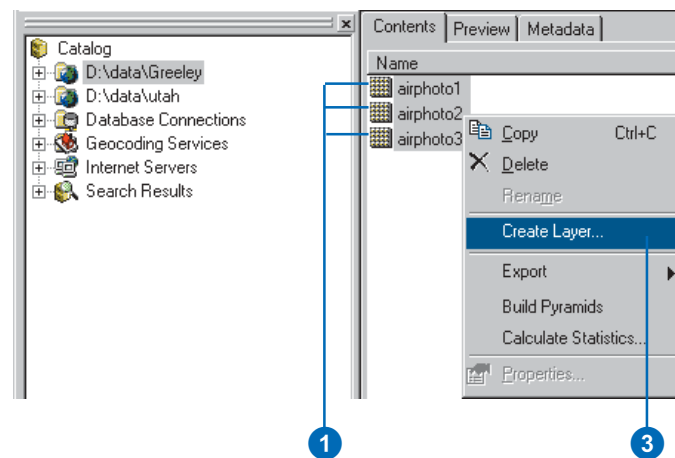 Catalog
D:\data\Greeley
D:\data\utah
Database Connections
Geocoding Services
Internet Servers
Search Results
Contents Preview Metadata
Name
airphoto1
airphoto2
airphoto3
Copy Ctrl+C
Delete
Rename
Create Layer...
Export
Build Pyramids
Calculate Statistics...
Properties...
1
3